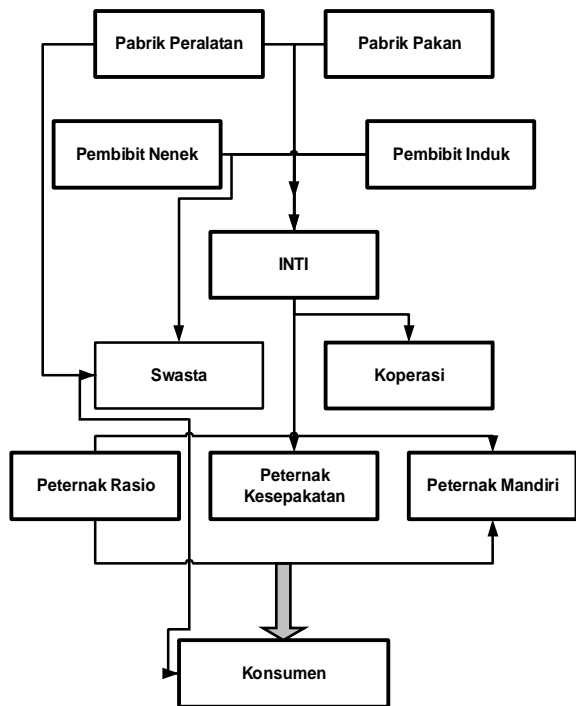 Pabrik Peralatan
Pabrik Pakan
Pembibit Nenek
Pembibit Induk
INTI
Swasta
Koperasi
Peternak Rasio
Peternak
Kesepakatan
Peternak Mandiri
Konsumen